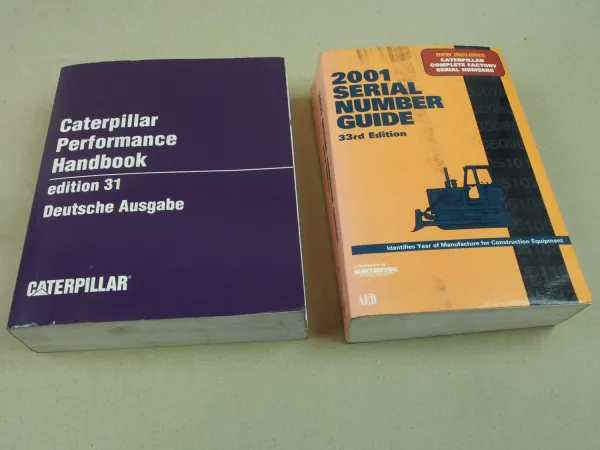 Caterpillar
Performance
Handbook
edition 31
Deutsche Ausgabe
CATERPILLAR®
NEW INCLUDES
CATERPILLAR
COMPLETE FACTORY
SERIAL NUMBERS
2001
SERIAL
NUMBER
GUIDE
33rd Edition
Identifies Year of Manufacture for Construction Equipment
AED